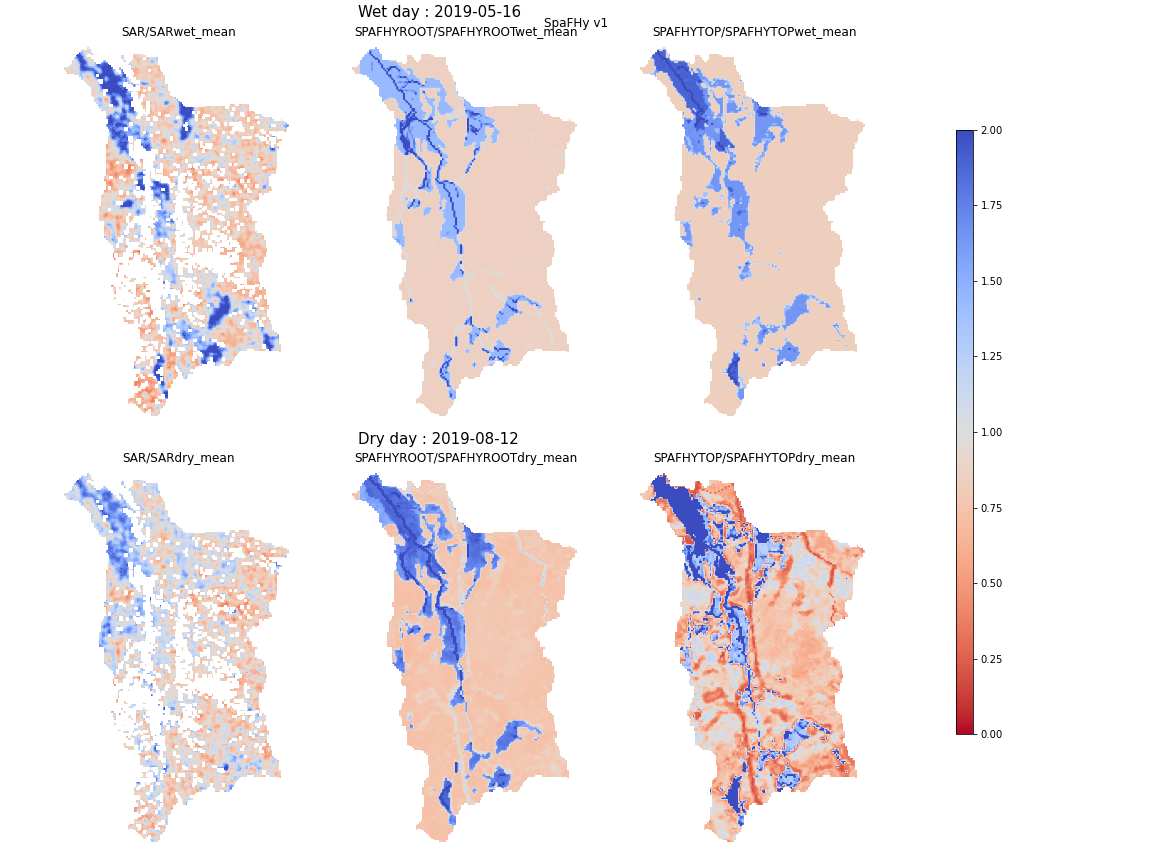 Wet day : 2019-05-16
SpaFHy v1
SAR/SARwet_mean
SPAFHYROOT/SPAFHYROOTwet_mean
SPAFHYTOP/SPAFHYTOPwet_mean
2.00
1.75
1.50
1.25
1.00
0.75
0.50
0.25
0.00
Dry day : 2019-08-12
SAR/SARdry_mean
SPAFHYROOT/SPAFHYROOTdry_mean
SPAFHYTOP/SPAFHYTOPdry_mean